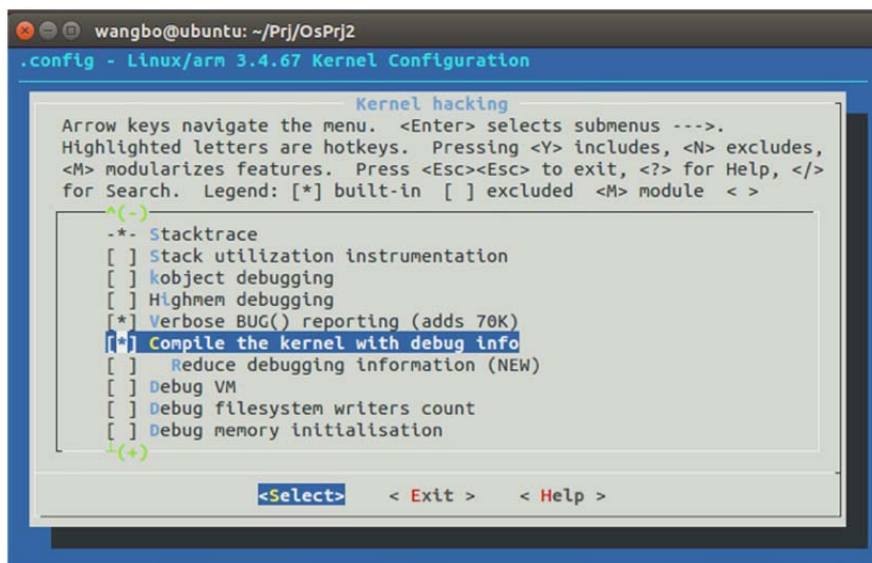 wangbo@ubuntu: ~/Prj/OsPrj2
.config - Linux/arm 3.4.67 Kernel Configuration
Kernel hacking
Arrow keys navigate the menu.  <Enter> selects submenus --->.
Highlighted letters are hotkeys.  Pressing <Y> includes, <N> excludes,
<M> modularizes features.  Press <Esc><Esc> to exit, <?> for Help, </>
for Search.  Legend: [*] built-in  [ ] excluded  <M> module  < >
^(-)
-*- Stacktrace
[ ] Stack utilization instrumentation
[ ] kobject debugging
[ ] Highmem debugging
[*] Verbose BUG() reporting (adds 70K)
[*] Compile the kernel with debug info
[ ]   Reduce debugging information (NEW)
[ ] Debug VM
[ ] Debug filesystem writers count
[ ] Debug memory initialisation
┴(+)
<Select>    < Exit >    < Help >